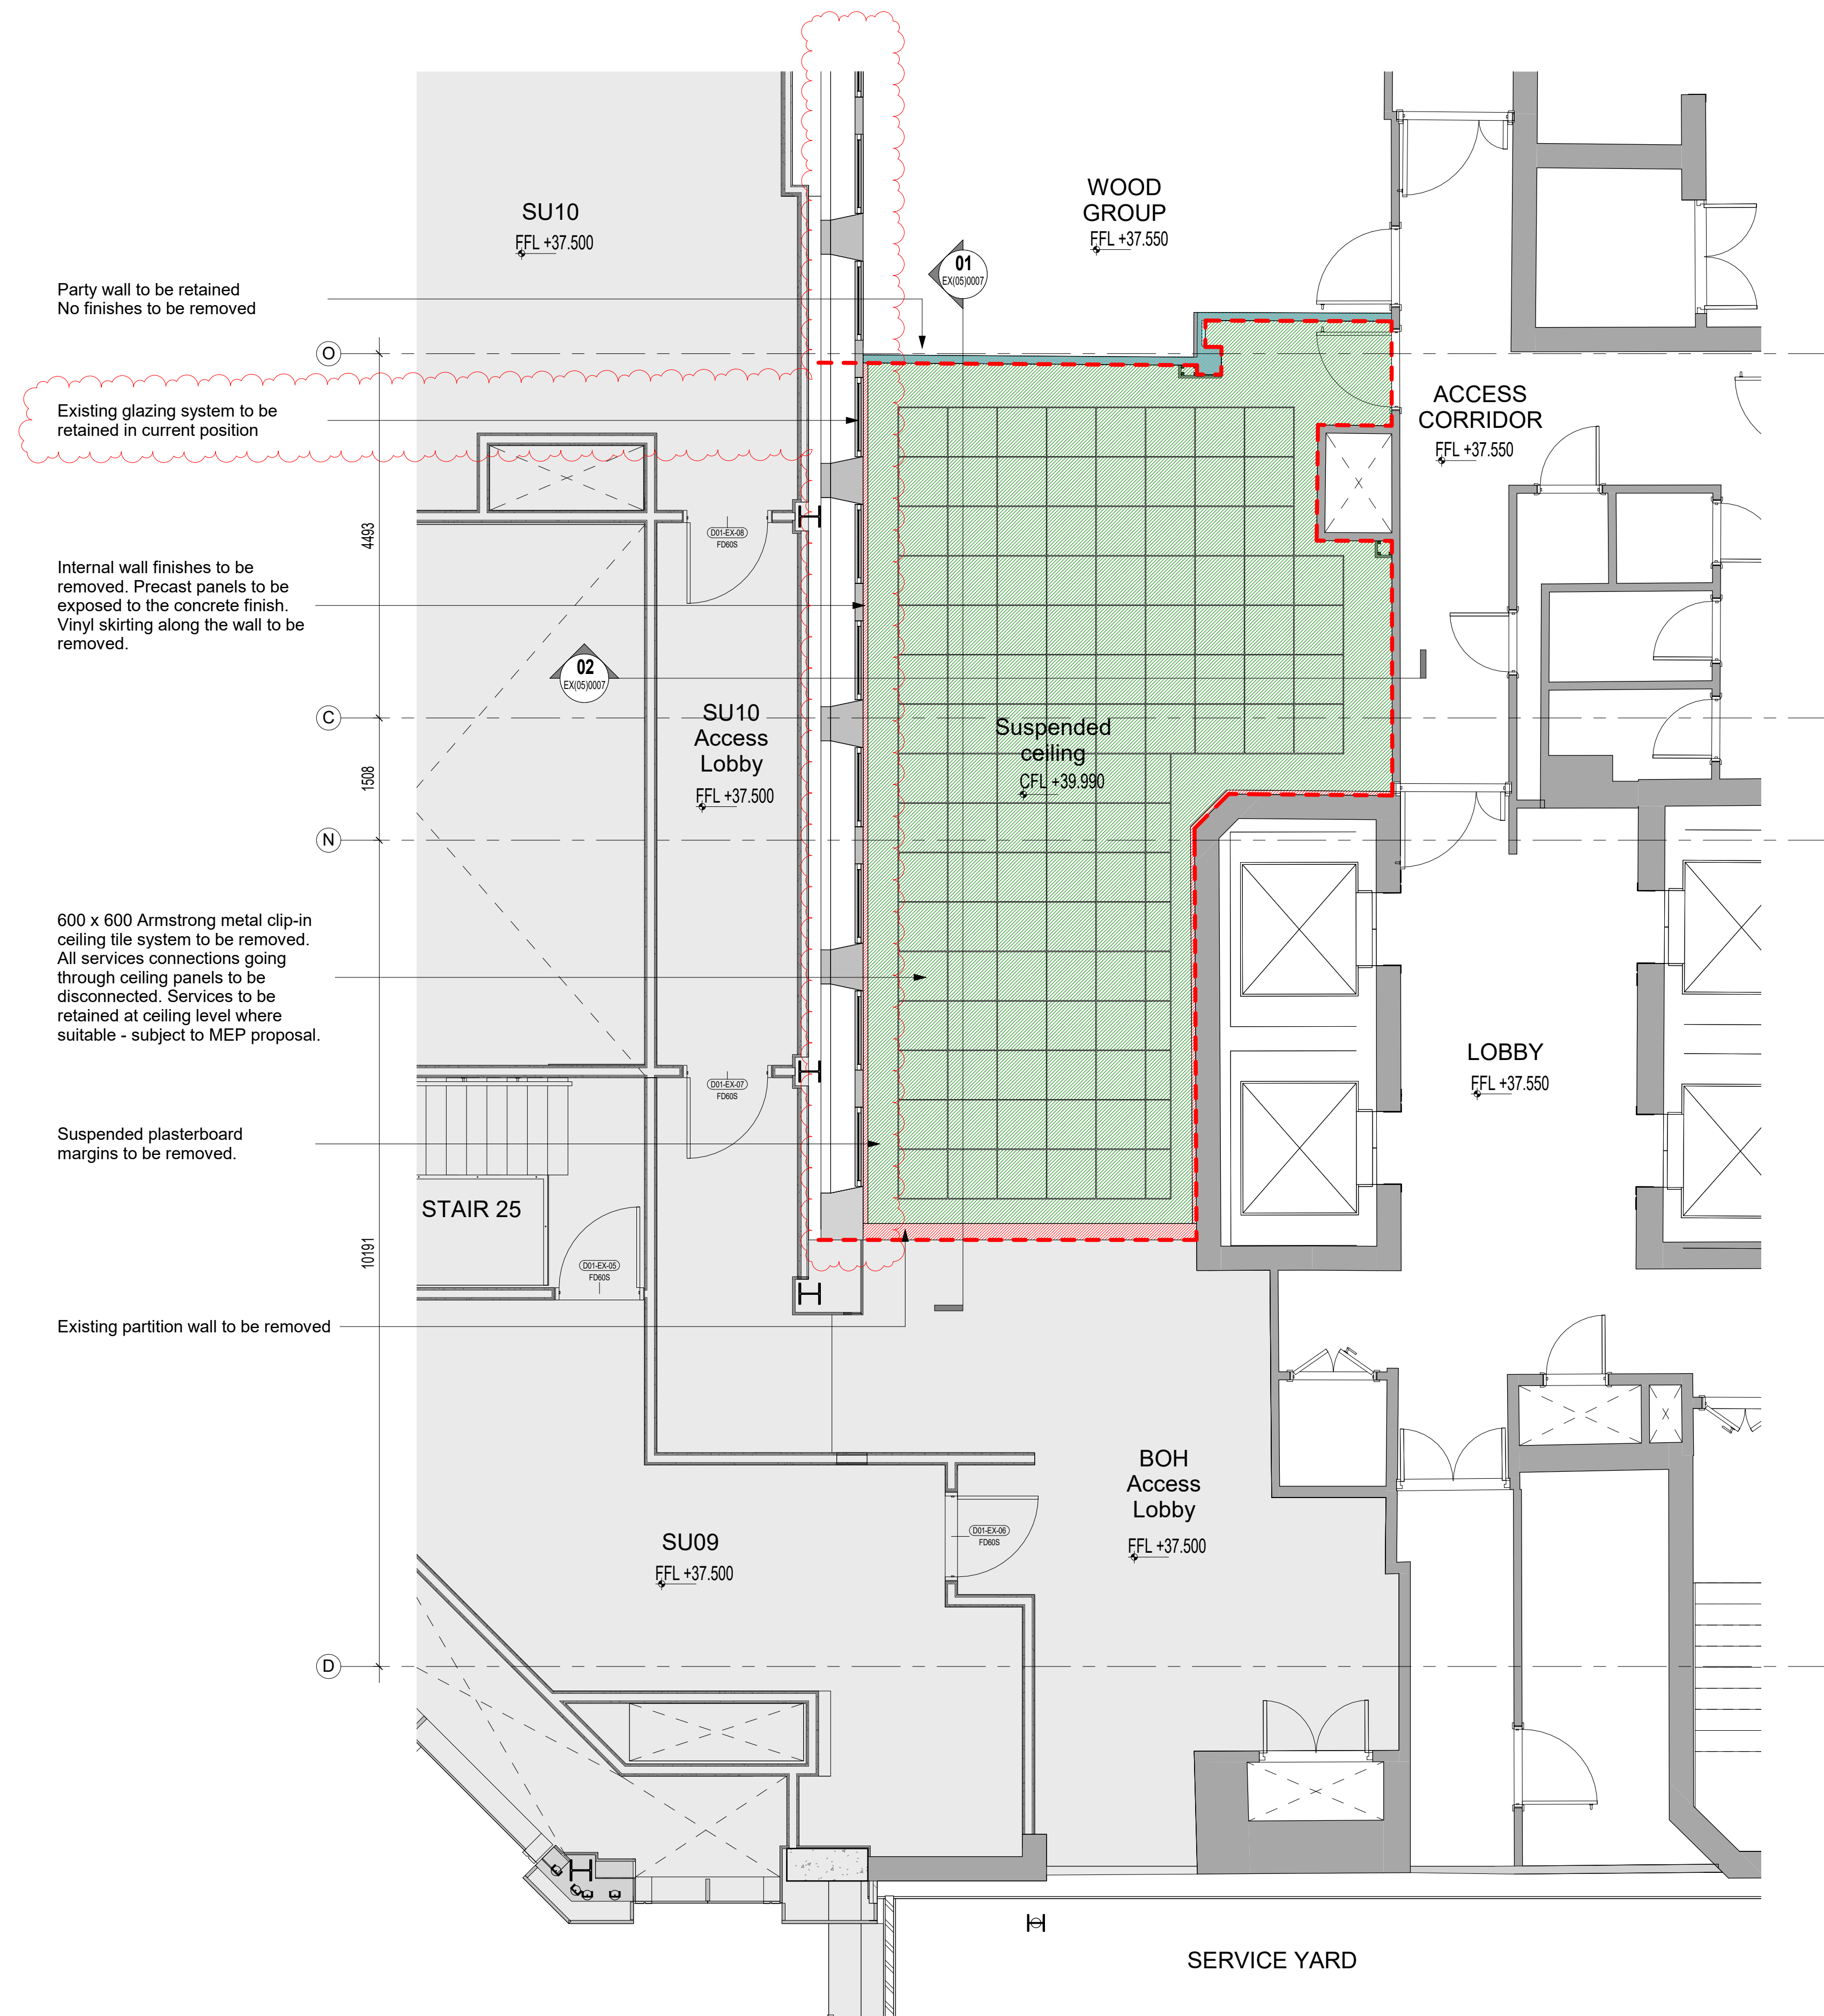 WOOD
GROUP
FFL +37.550
SU10
FFL +37.500
01
EX(05)0007
Party wall to be retained
No finishes to be removed
O
Existing glazing system to be
retained in current position
ACCESS
CORRIDOR
FFL +37.550
4493
D01-EX-08
FD60S
Internal wall finishes to be
removed. Precast panels to be
exposed to the concrete finish.
Vinyl skirting along the wall to be
removed.
02
EX(05)0007
C
SU10
Access
Lobby
FFL +37.500
Suspended
ceiling
CFL +39.990
1508
N
600 x 600 Armstrong metal clip-in
ceiling tile system to be removed.
All services connections going
through ceiling panels to be
disconnected. Services to be
retained at ceiling level where
suitable - subject to MEP proposal.
LOBBY
FFL +37.550
D01-EX-07
FD60S
Suspended plasterboard
margins to be removed.
STAIR 25
10191
D01-EX-05
FD60S
Existing partition wall to be removed
BOH
Access
Lobby
FFL +37.500
D01-EX-06
FD60S
SU09
FFL +37.500
D
SERVICE YARD